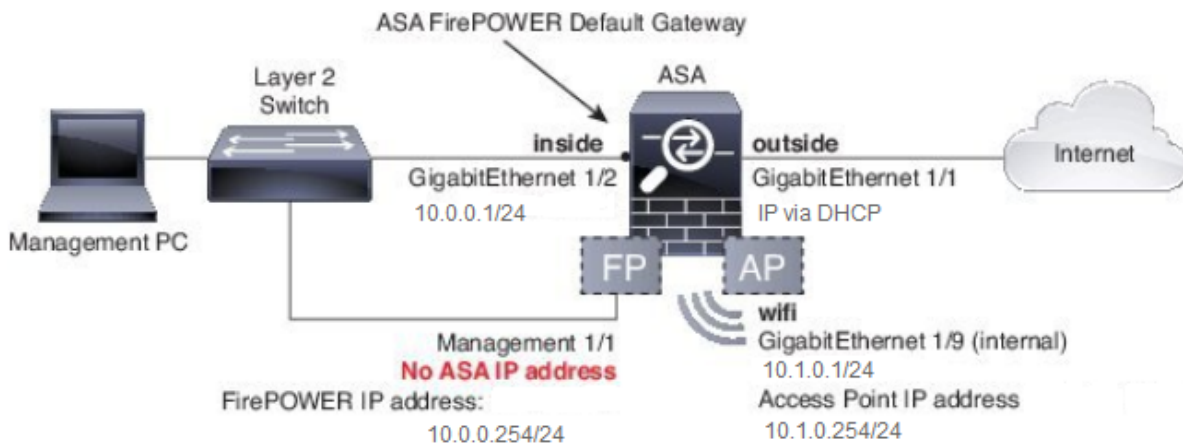 ASA FirePOWER Default Gateway
Layer 2
Switch
ASA
inside
outside
Internet
GigabitEthernet 1/2
GigabitEthernet 1/1
10.0.0.1/24
IP via DHCP
Management PC
FP
AP
wifi
Management 1/1
GigabitEthernet 1/9 (internal)
No ASA IP address
10.1.0.1/24
FirePOWER IP address:
Access Point IP address
10.0.0.254/24
10.1.0.254/24